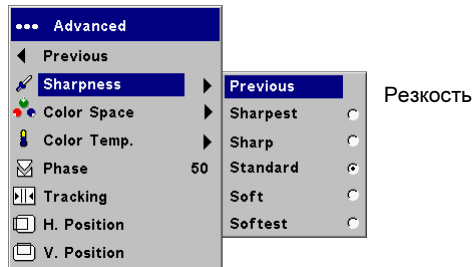 ••• Advanced
Previous
Sharpness
Color Space
Color Temp.
Phase 50
Tracking
H. Position
V. Position
Previous
Sharpest
Sharp
Standard
Soft
Softest
Резкость